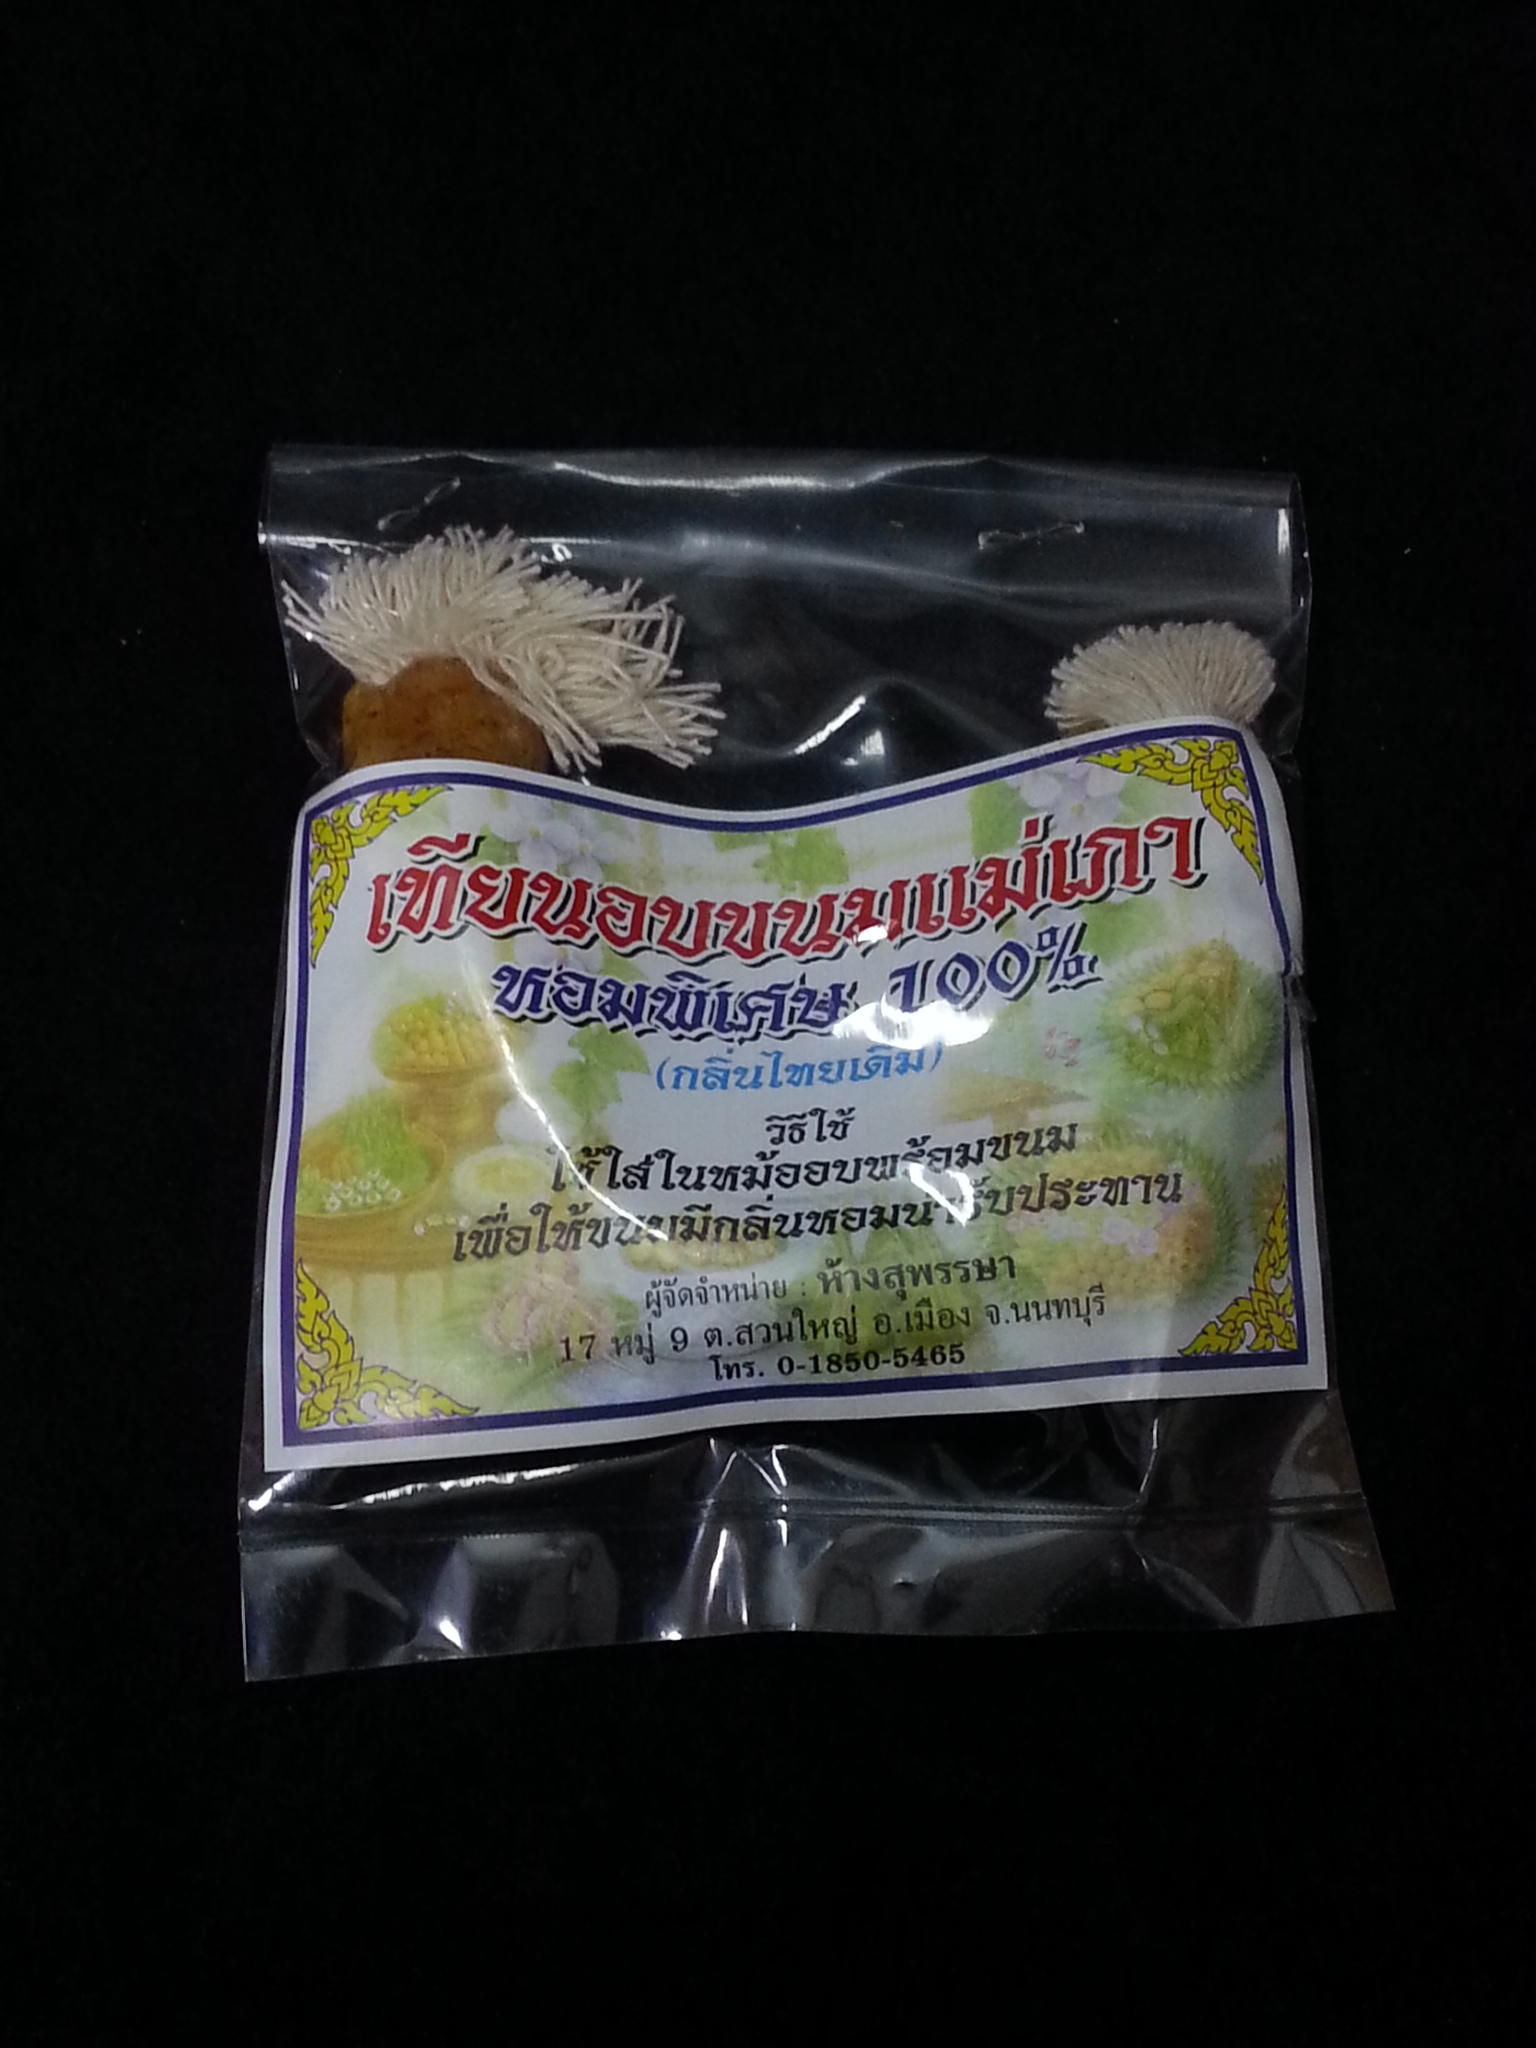 เทียนอบขนมแม่เภา
หอมพิเศษ 100%
(กลิ่นไทยเดิม)
วิธีใช้
ใช้ใส่ในหม้ออบพร้อมขนม
เพื่อให้ขนมมีกลิ่นหอมน่ารับประทาน
ผู้จัดจำหน่าย : ห้างสุพรรษา
17 หมู่ 9 ต.สวนใหญ่ อ.เมือง จ.นนทบุรี
โทร. 0-1850-5465